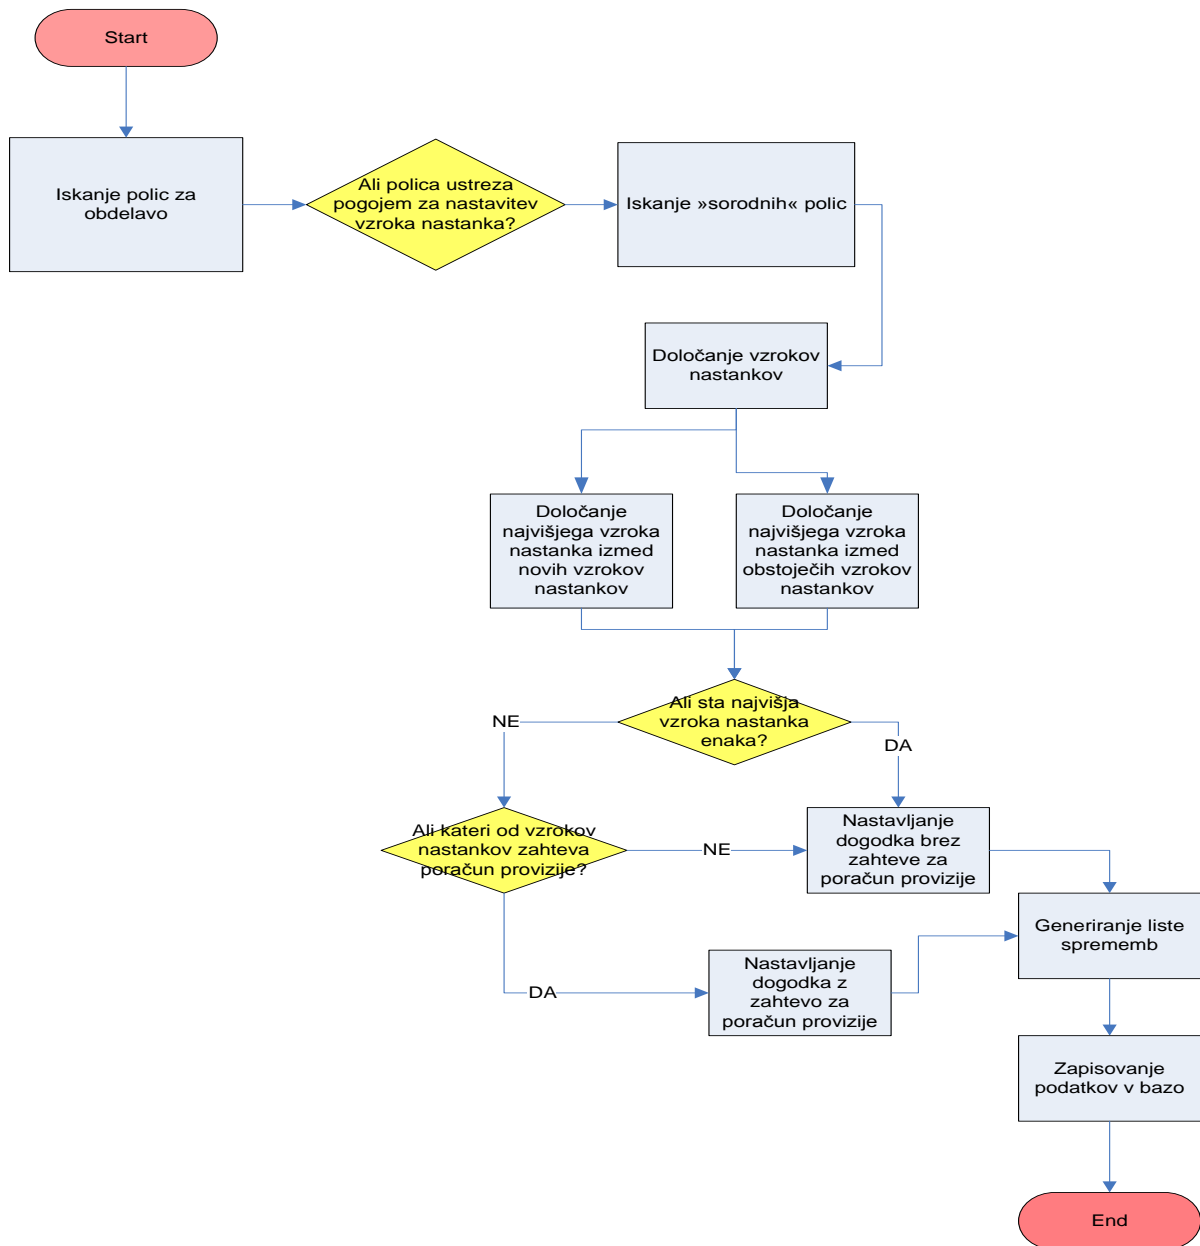 Start
Iskanje polic za
obdelavo
Ali polica ustreza
pogojem za nastavitev
vzroka nastanka?
Iskanje »sorodnih« polic
Določanje vzrokov
nastankov
Določanje
najvišjega vzroka
nastanka izmed
novih vzrokov
nastankov
Določanje
najvišjega vzroka
nastanka izmed
obstoječih vzrokov
nastankov
Ali sta najvišja
vzroka nastanka
enaka?
NE
DA
Ali kateri od vzrokov
nastankov zahteva
poračun provizije?
NE
Nastavljanje
dogodka brez
zahteve za
poračun provizije
Generiranje liste
sprememb
DA
Nastavljanje
dogodka z
zahtevo za
poračun provizije
Zapisovanje
podatkov v bazo
End